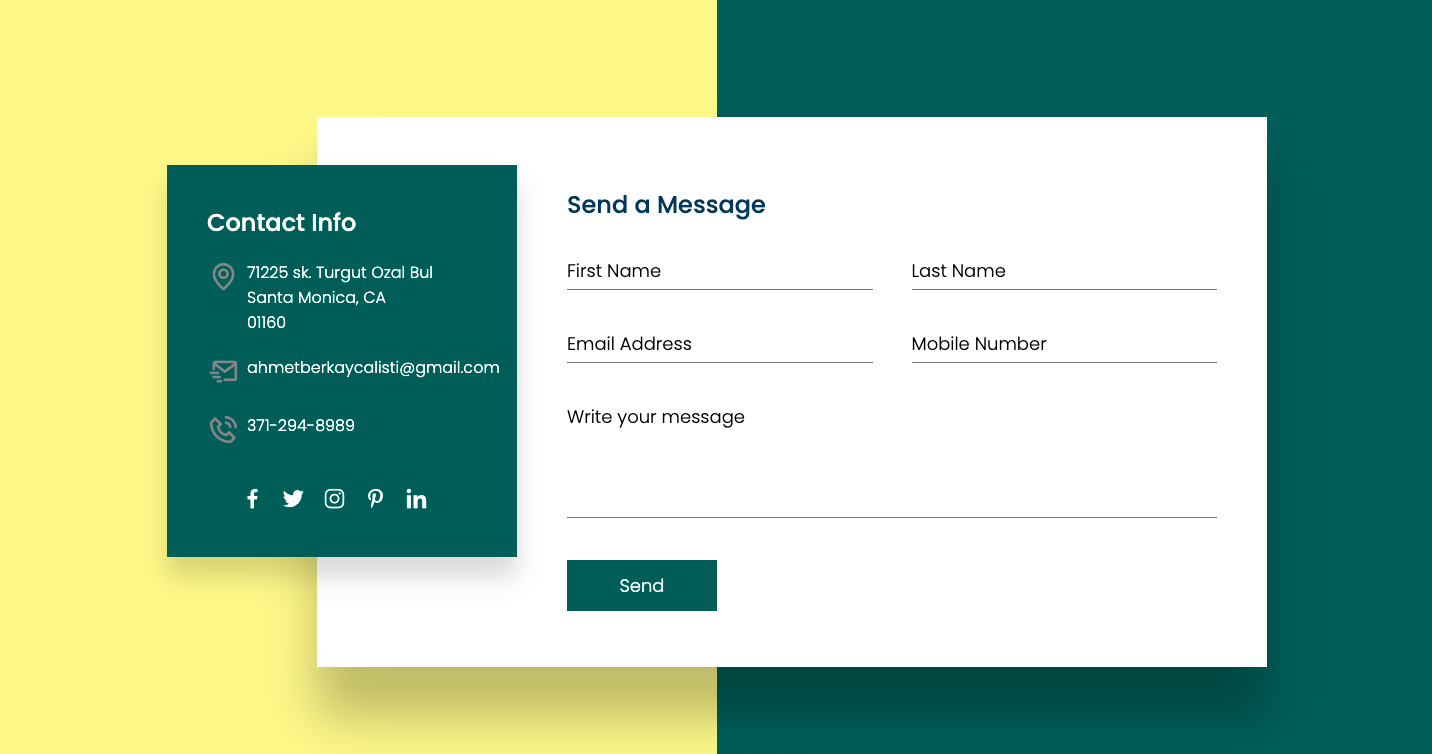 Contact Info
71225 sk. Turgut Ozal Bul
Santa Monica, CA
01160
ahmetberkaycalisti@gmail.com
371-294-8989
Send a Message
First Name
Last Name
Email Address
Mobile Number
Write your message
Send